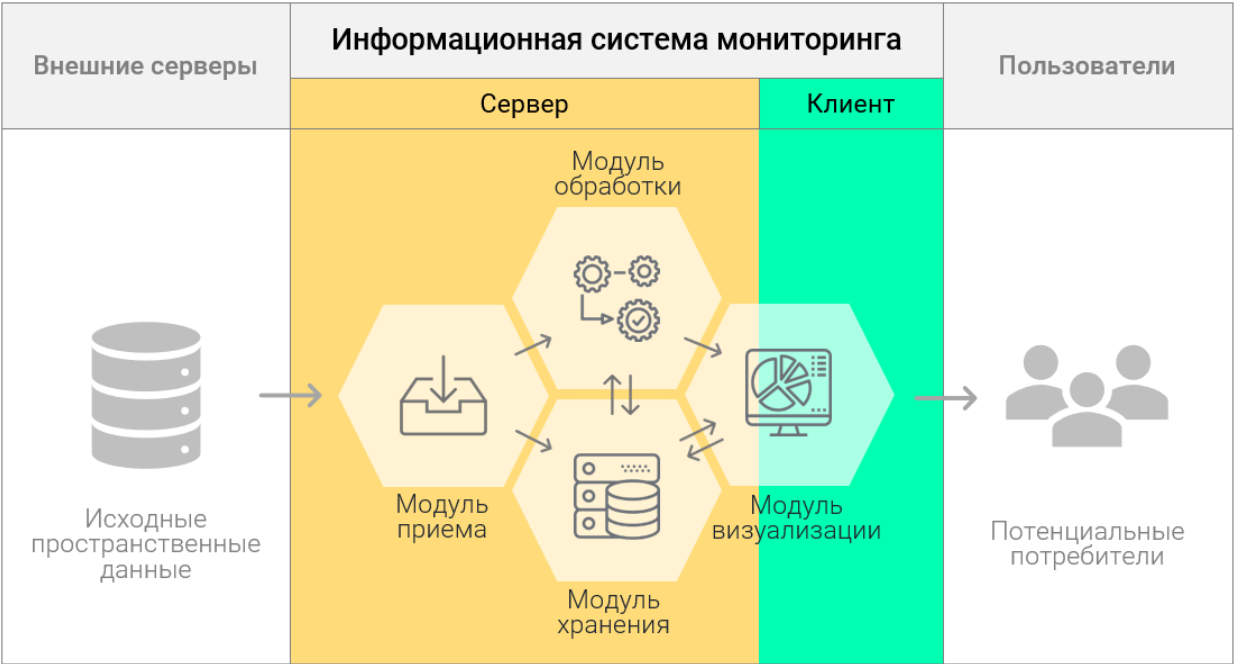 Внешние серверы
Информационная система мониторинга
Пользователи
Сервер
Клиент
Модуль
обработки
Модуль
приема
Модуль
визуализации
Модуль
хранения
Исходные
пространственные
данные
Потенциальные
потребители